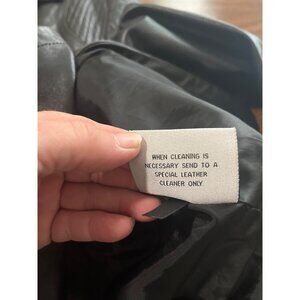 WHEN CLEANING IS
NECESSARY SEND TO A
SPECIAL LEATHER
CLEANER ONLY